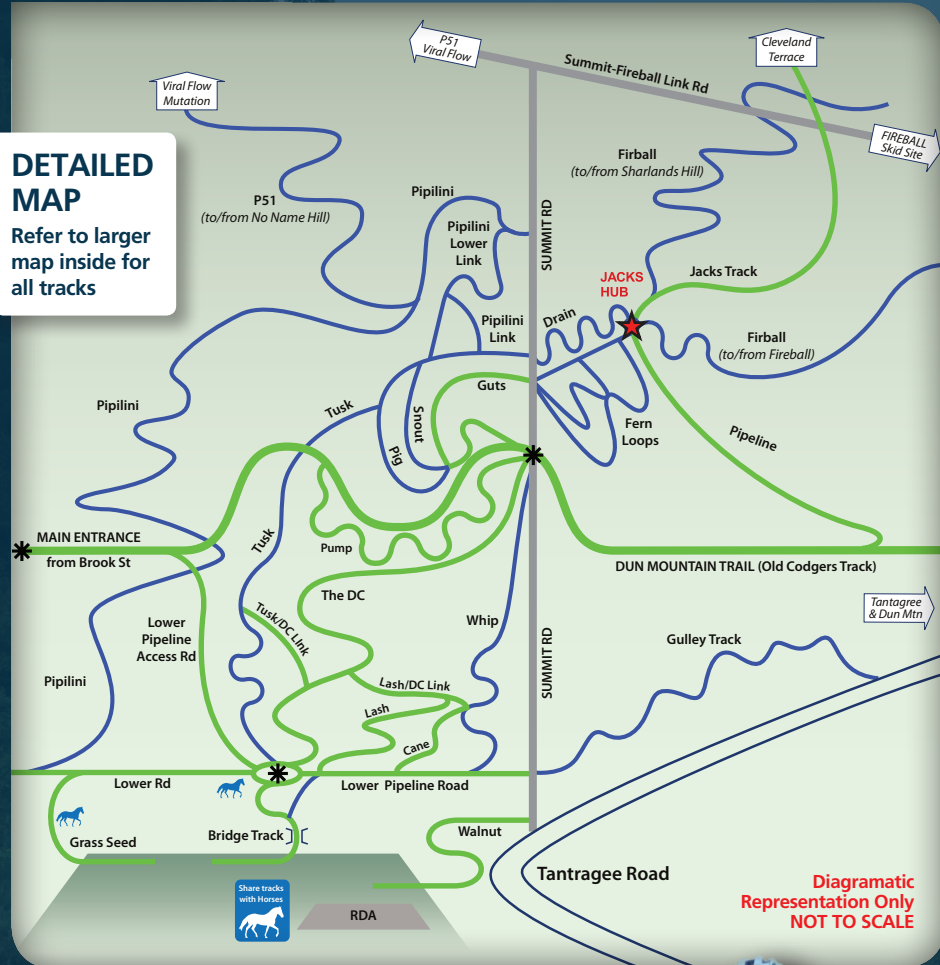 P51
Viral Flow
Cleveland
Terrace
Summit-Fireball Link Rd
Viral Flow
Mutation
FIREBALL
Skid Site
DETAILED
MAP
Refer to larger
map inside for
all tracks
Firball
(to/from Sharlands Hill)
P51
(to/from No Name Hill)
Pipilini
Pipilini
Lower
Link
SUMMIT RD
JACKS
HUB
Jacks Track
Drain
Pipilini
Link
Firball
(to/from Fireball)
Guts
Pipilini
Tusk
Snout
Pig
Fern
Loops
Pipeline
MAIN ENTRANCE
from Brook St
Tusk
Pump
DUN MOUNTAIN TRAIL (Old Codgers Track)
The DC
Tantagree
& Dun Mtn
Tusk/DC LInk
Whip
Lower
Pipeline
Access Rd
SUMMIT RD
Gulley Track
Pipilini
Lash/DC Link
Lash
Cane
Lower Rd
Lower Pipeline Road
Grass Seed
Bridge Track
Walnut
Tantragee Road
Share tracks
with Horses
RDA
Diagramatic
Representation Only
NOT TO SCALE